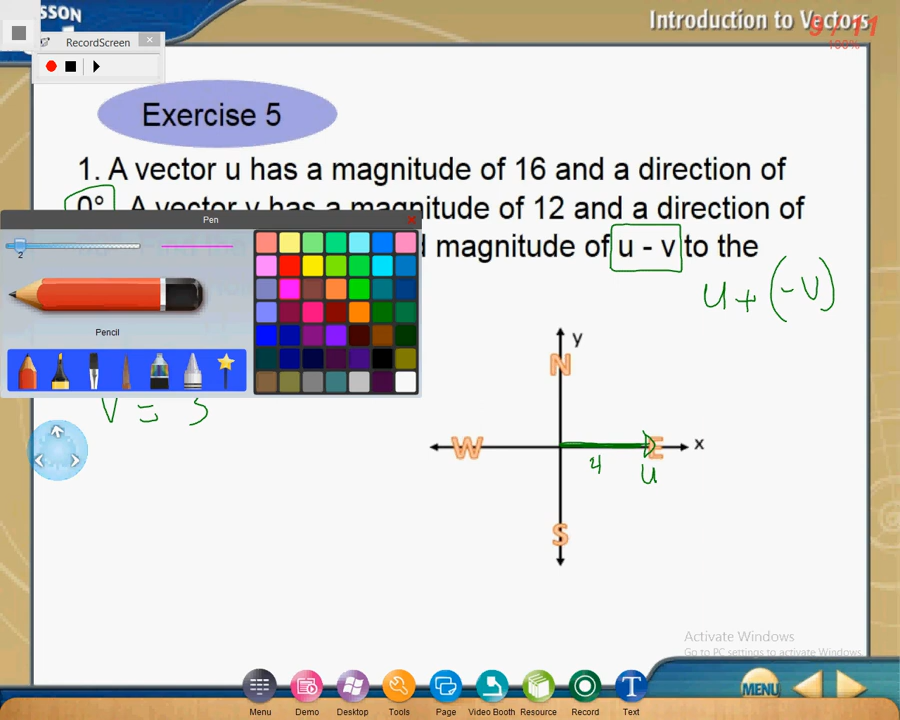 SSON
Introduction to Vectors
9 / 11
100%
RecordScreen
Exercise 5
1. A vector u has a magnitude of 16 and a direction of
0°. A vector v has a magnitude of 12 and a direction of
magnitude of u - v to the
u + (-v)
Pen
2
Pencil
v = 3
y
N
W
E
x
4
u
S
Activate Windows
Go to PC settings to activate Windows.
Menu
Demo
Desktop
Tools
Page
Video Booth
Resource
Record
T
Text
MENU